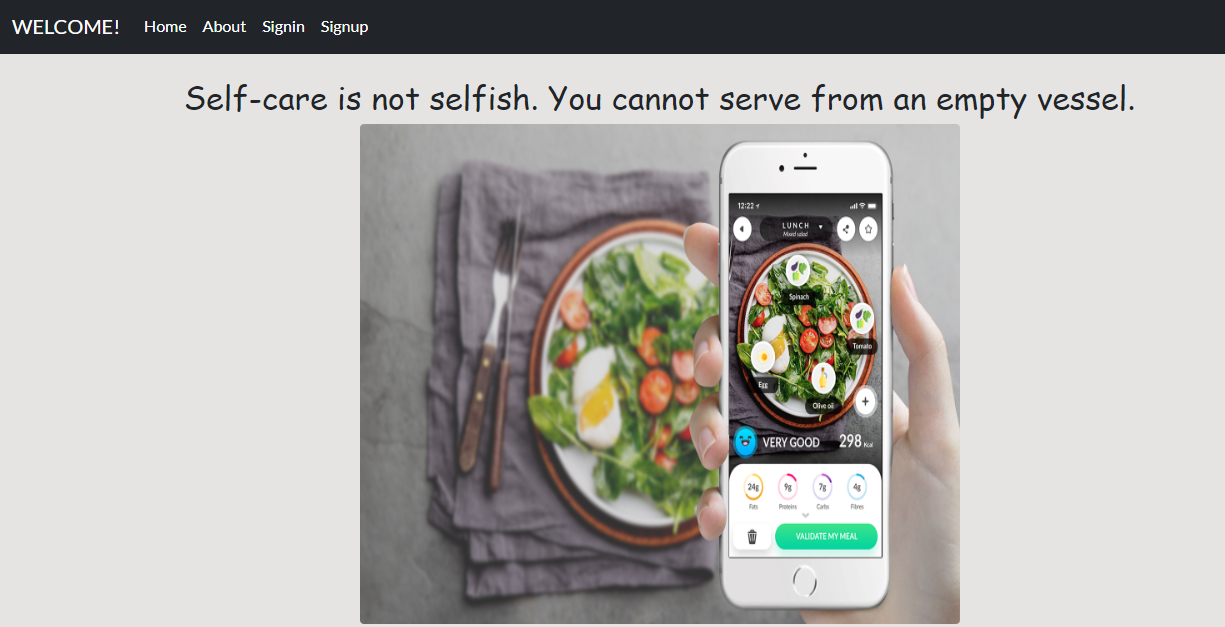 WELCOME! Home About Signin Signup
Self-care is not selfish. You cannot serve from an empty vessel.
12:22
LUNCH
Mixed salad
Spinach
Tomato
Egg
Olive oil
VERY GOOD 298 Kcal
24g 9g 7g 4g
Fats Proteins Carbs Fibres
VALIDATE MY MEAL